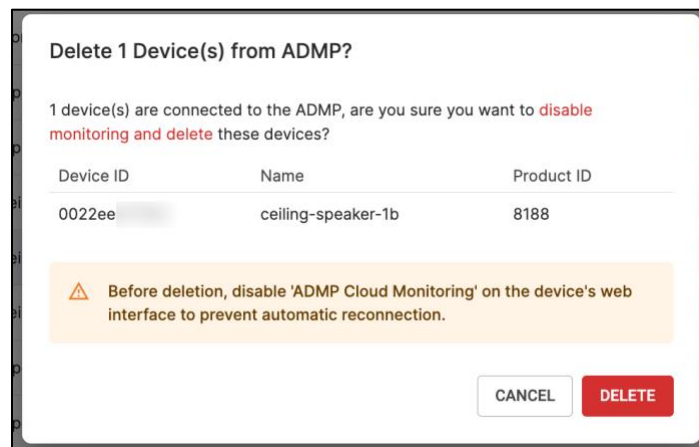 Delete 1 Device(s) from ADMP?
1 device(s) are connected to the ADMP, are you sure you want to disable
monitoring and delete these devices?
Device ID Name Product ID
0022ee ceiling-speaker-1b 8188
Before deletion, disable 'ADMP Cloud Monitoring' on the device's web
interface to prevent automatic reconnection.
CANCEL DELETE